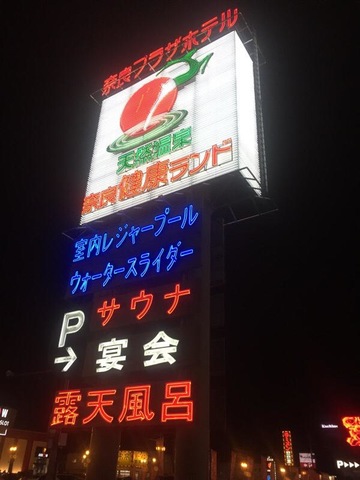 奈良プラザホテル
天然温泉
奈良健康ランド
室内レジャープール
ウォータースライダー
P サウナ
→ 宴会
露天風呂